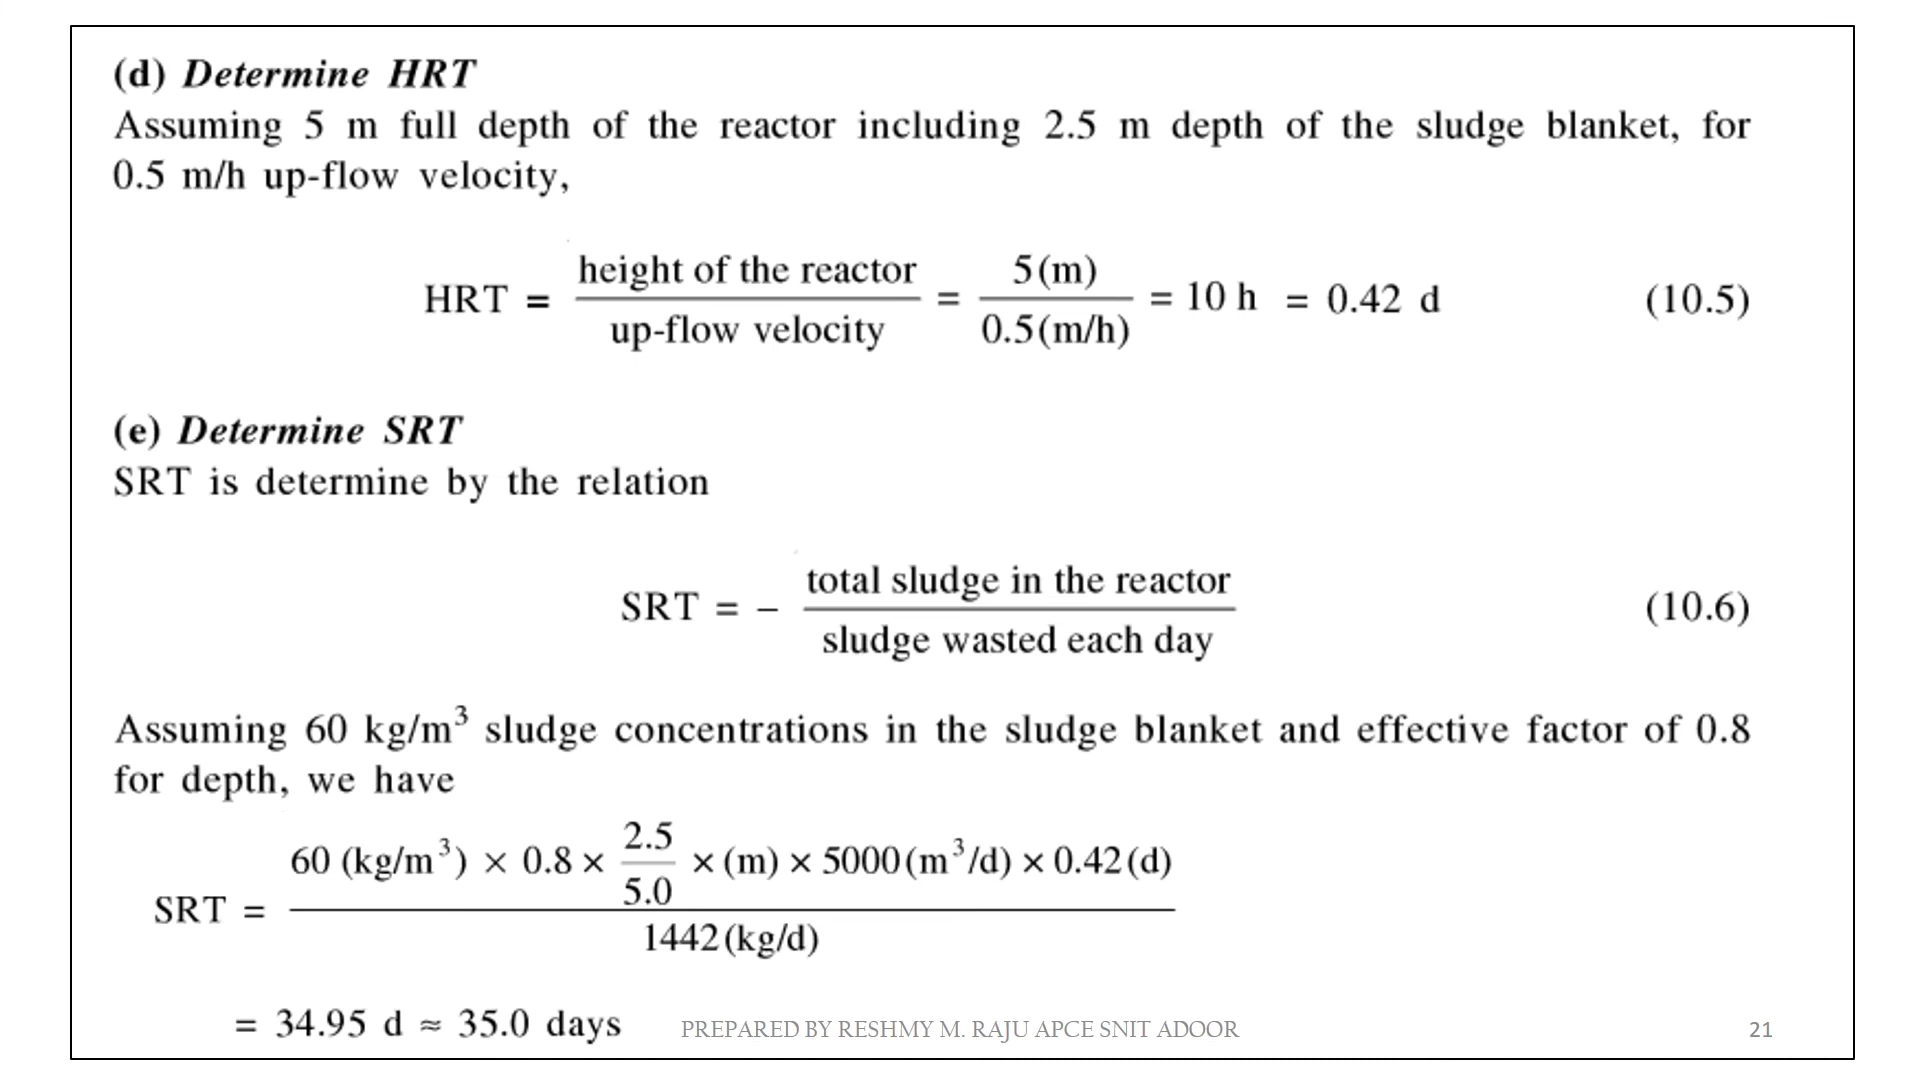 (d) Determine HRT
Assuming 5 m full depth of the reactor including 2.5 m depth of the sludge blanket, for
0.5 m/h up-flow velocity,
HRT = height of the reactor / up-flow velocity = 5(m) / 0.5(m/h) = 10 h = 0.42 d (10.5)
(e) Determine SRT
SRT is determine by the relation
SRT = – total sludge in the reactor / sludge wasted each day (10.6)
Assuming 60 kg/m³ sludge concentrations in the sludge blanket and effective factor of 0.8
for depth, we have
SRT = 60 (kg/m³) × 0.8 × 2.5/5.0 × (m) × 5000(m³/d) × 0.42(d) / 1442(kg/d)
= 34.95 d ≈ 35.0 days
PREPARED BY RESHMY M. RAJU APCE SNIT ADOOR
21